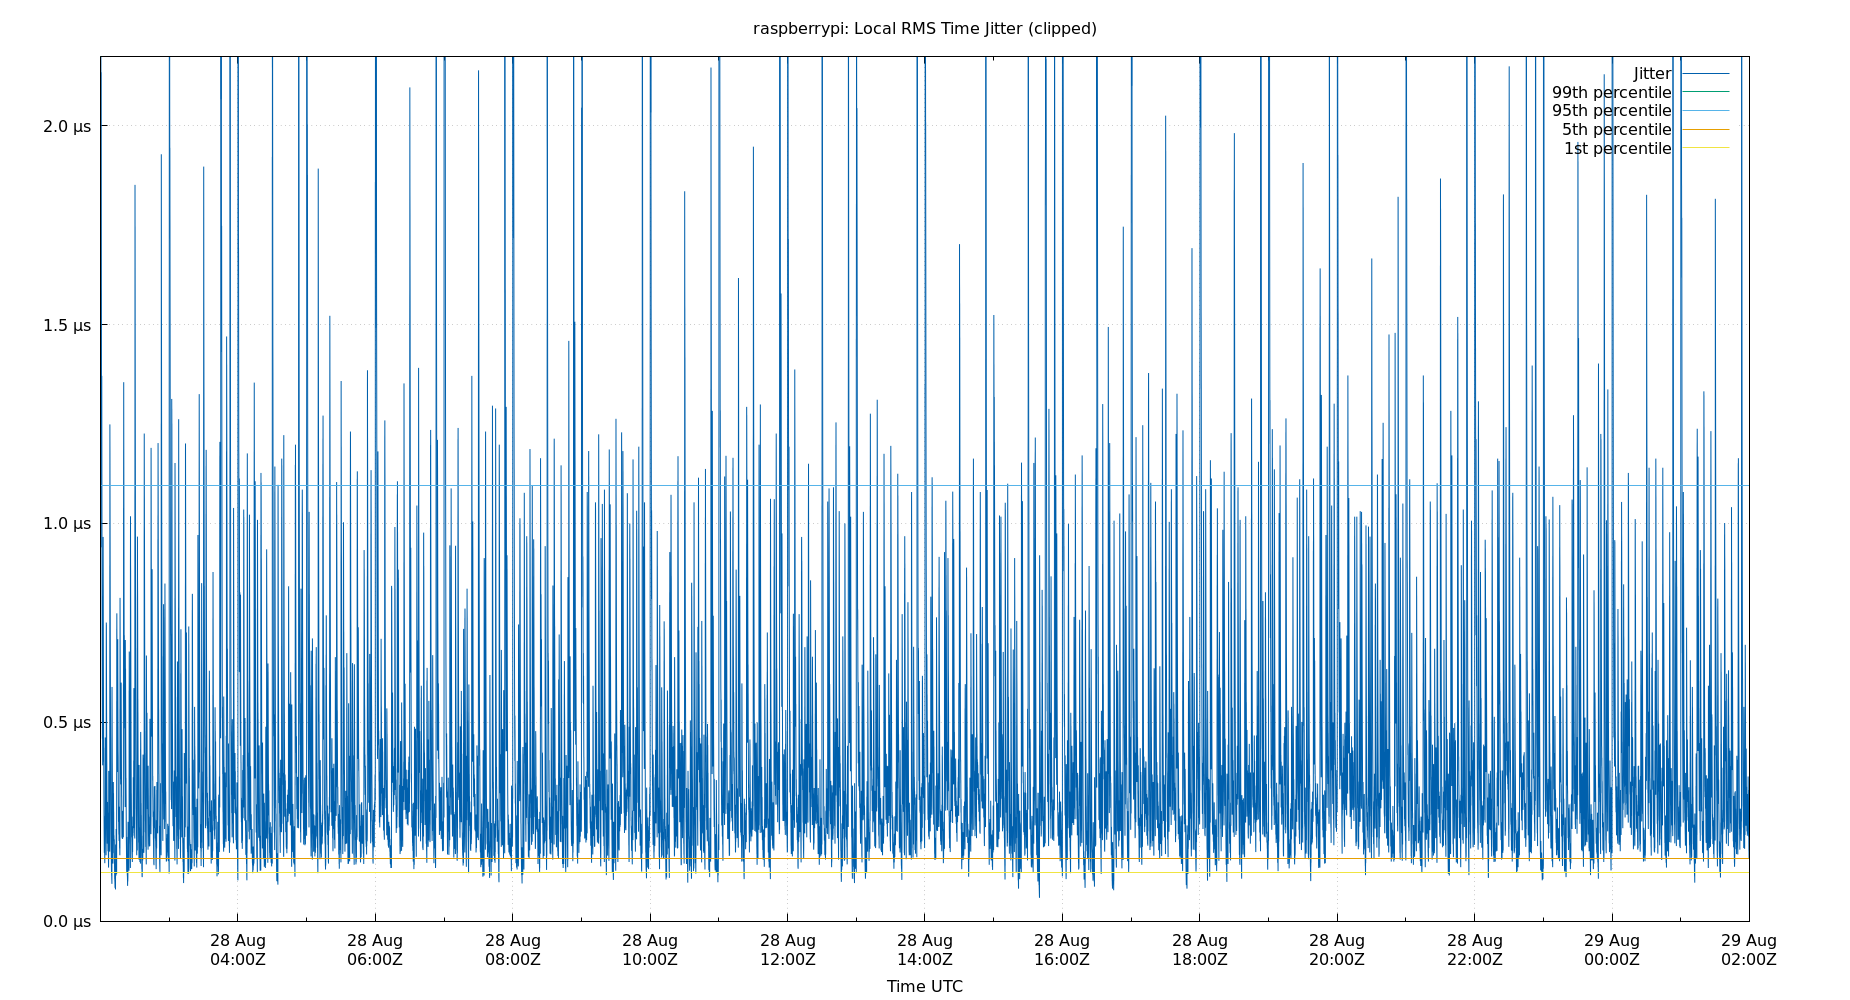 raspberrypi: Local RMS Time Jitter (clipped)
Jitter
99th percentile
95th percentile
5th percentile
1st percentile
2.0 µs
1.5 µs
1.0 µs
0.5 µs
0.0 µs
28 Aug 28 Aug 28 Aug 28 Aug 28 Aug 28 Aug 28 Aug 28 Aug 28 Aug 28 Aug 29 Aug 29 Aug
04:00Z 06:00Z 08:00Z 10:00Z 12:00Z 14:00Z 16:00Z 18:00Z 20:00Z 22:00Z 00:00Z 02:00Z
Time UTC